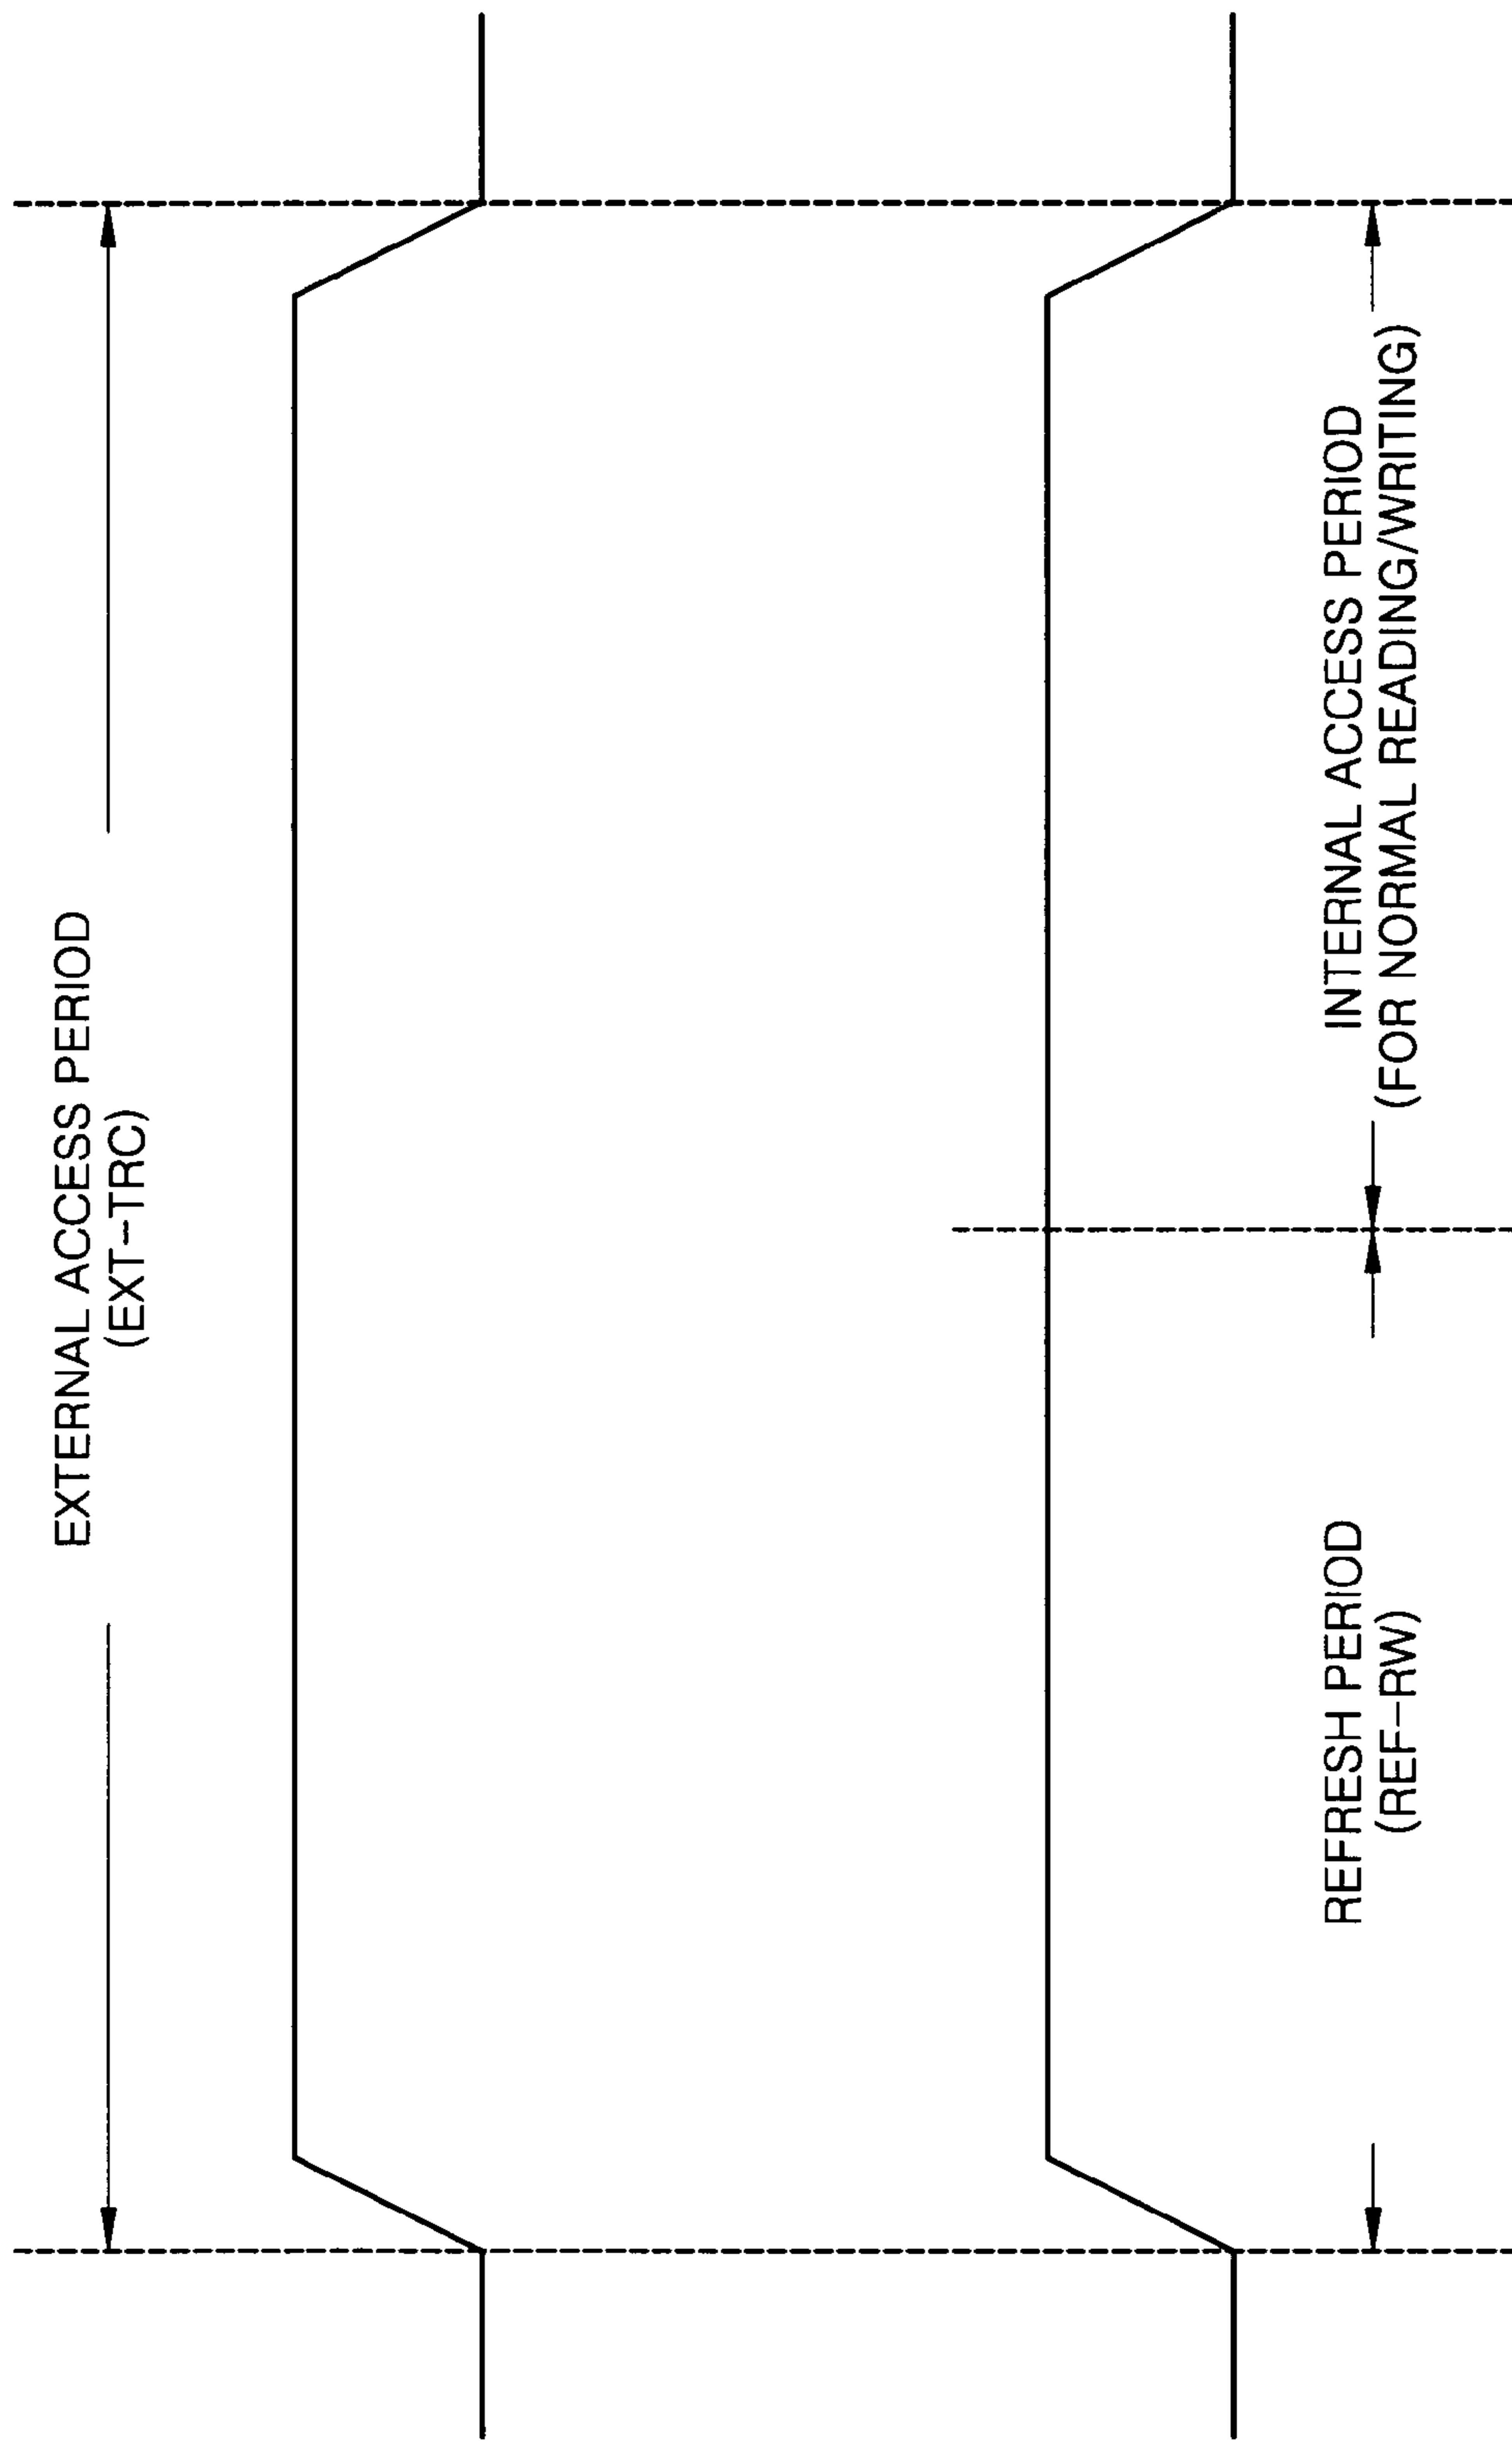 EXTERNAL ACCESS PERIOD
(EXT-TRC)
REFRESH PERIOD
(REF-RW)
INTERNAL ACCESS PERIOD
(FOR NORMAL READING/WRITING)